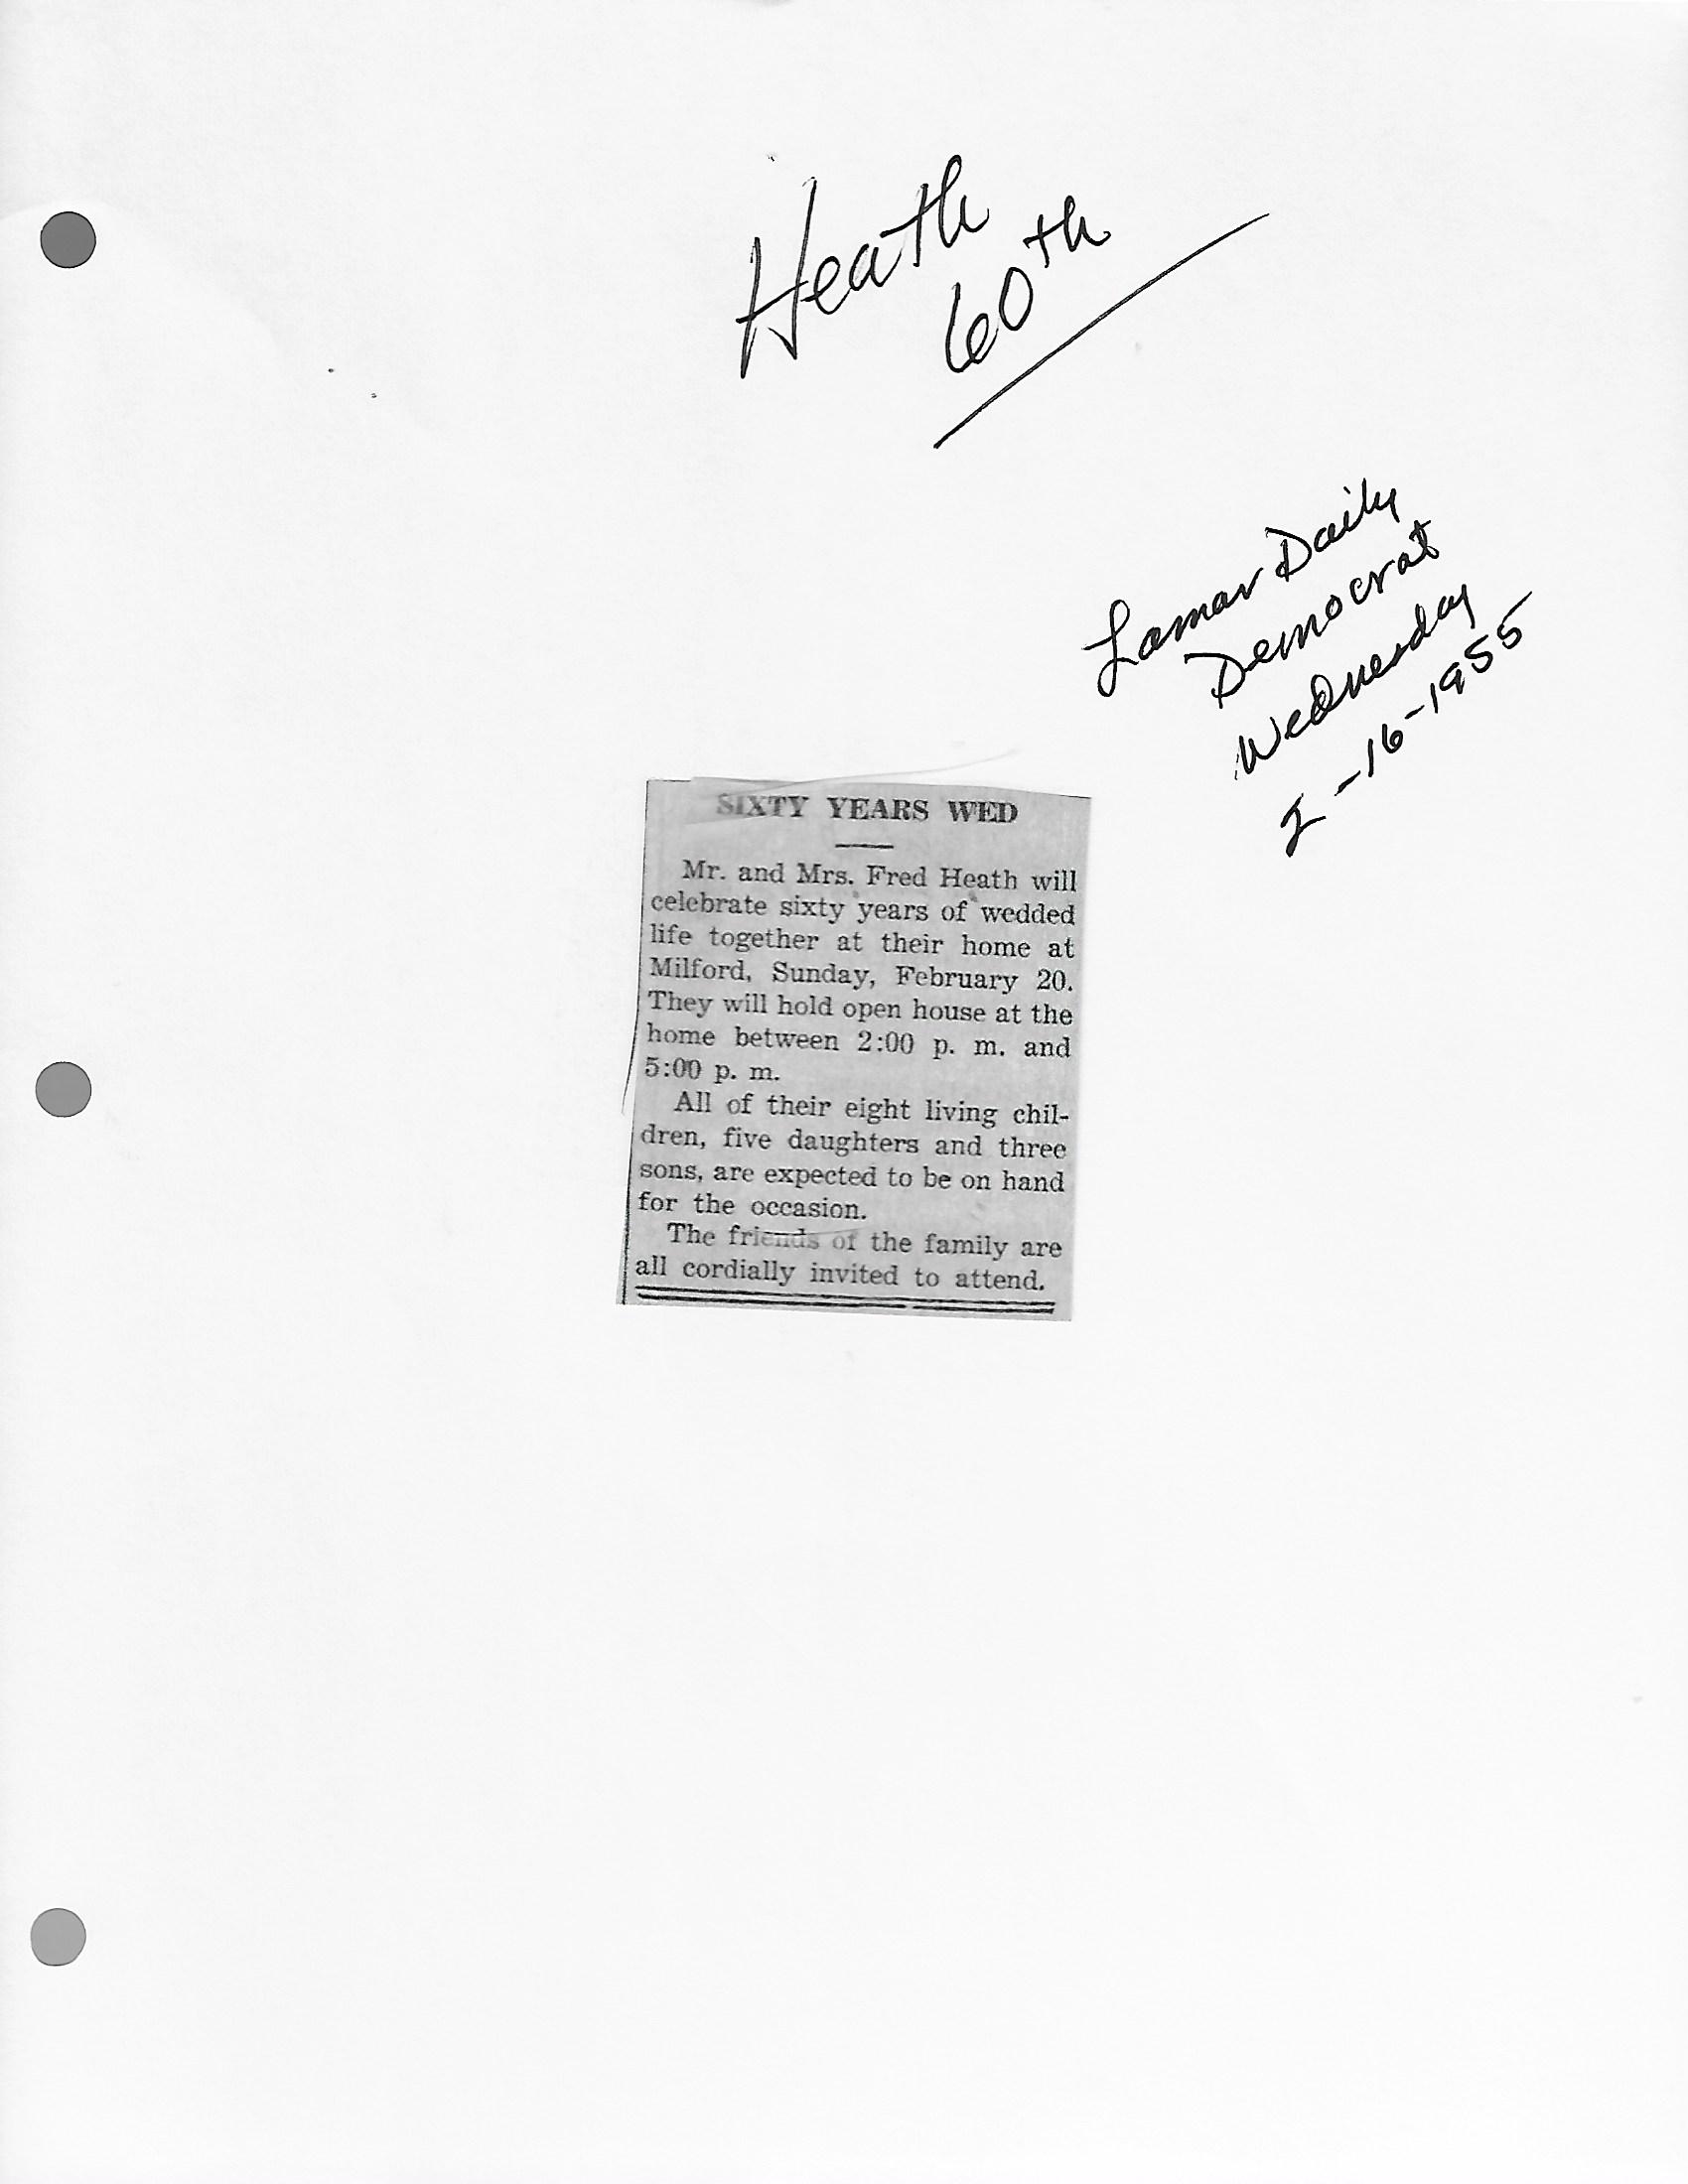 Heath
60th
Lamar Daily
Democrat
Wednesday
2-16-1955
SIXTY YEARS WED
Mr. and Mrs. Fred Heath will
celebrate sixty years of wedded
life together at their home at
Milford, Sunday, February 20.
They will hold open house at the
home between 2:00 p. m. and
5:00 p. m.
All of their eight living chil-
dren, five daughters and three
sons, are expected to be on hand
for the occasion.
The friends of the family are
all cordially invited to attend.